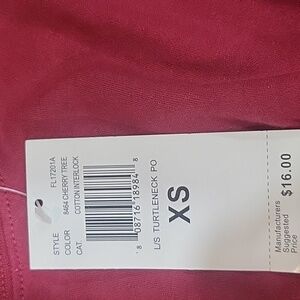 STYLE FL17201A
COLOR 8464 CHERRY TREE
CAT. COTTON INTERLOCK
8 08716 18984 8
L/S TURTLENECK PO
XS
Manufacturers
Suggested
Price
$16.00